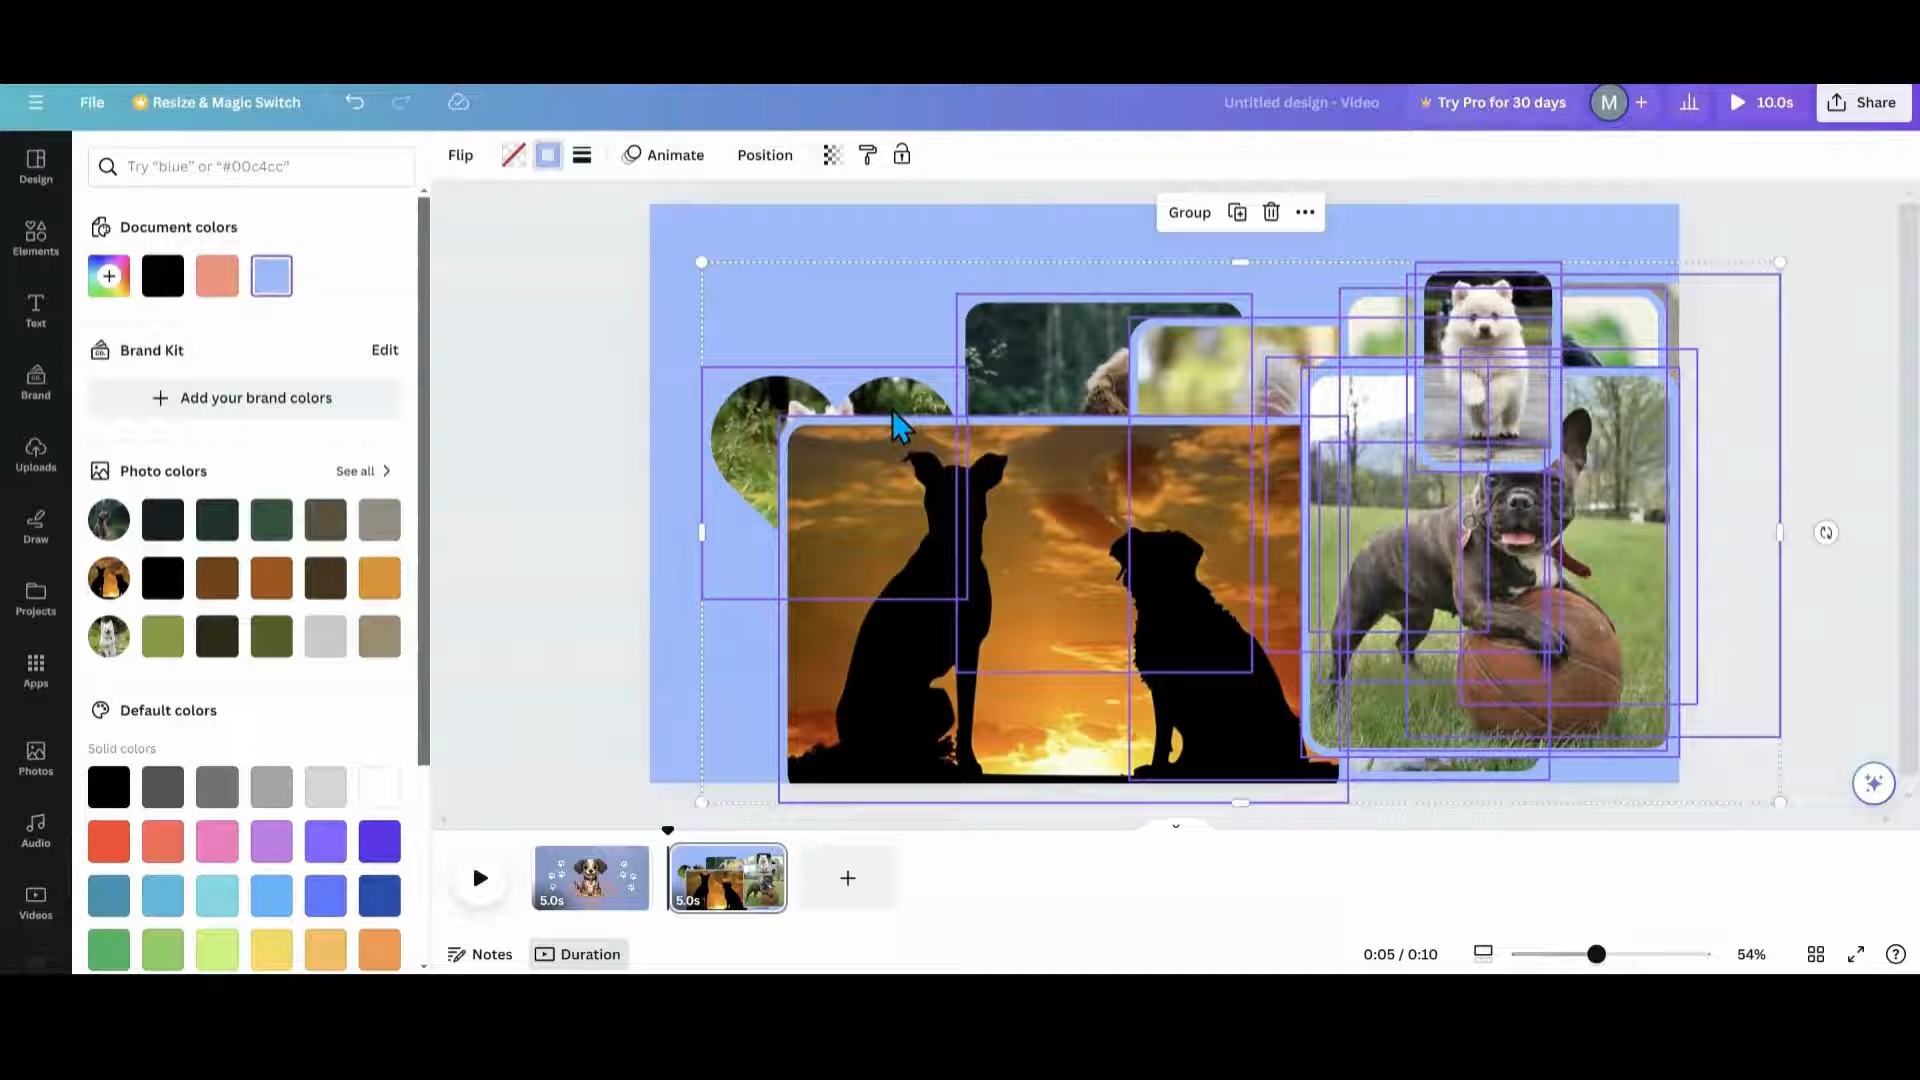 File
Resize & Magic Switch
Untitled design - Video
Try Pro for 30 days
M
10.0s
Share
Design
Elements
Text
Brand
Uploads
Draw
Projects
Apps
Photos
Audio
Videos
Try “blue” or “#00c4cc”
Document colors
Brand Kit
Edit
Add your brand colors
Photo colors
See all
Default colors
Solid colors
Flip
Animate
Position
Group
5.0s
5.0s
Notes
Duration
0:05 / 0:10
54%